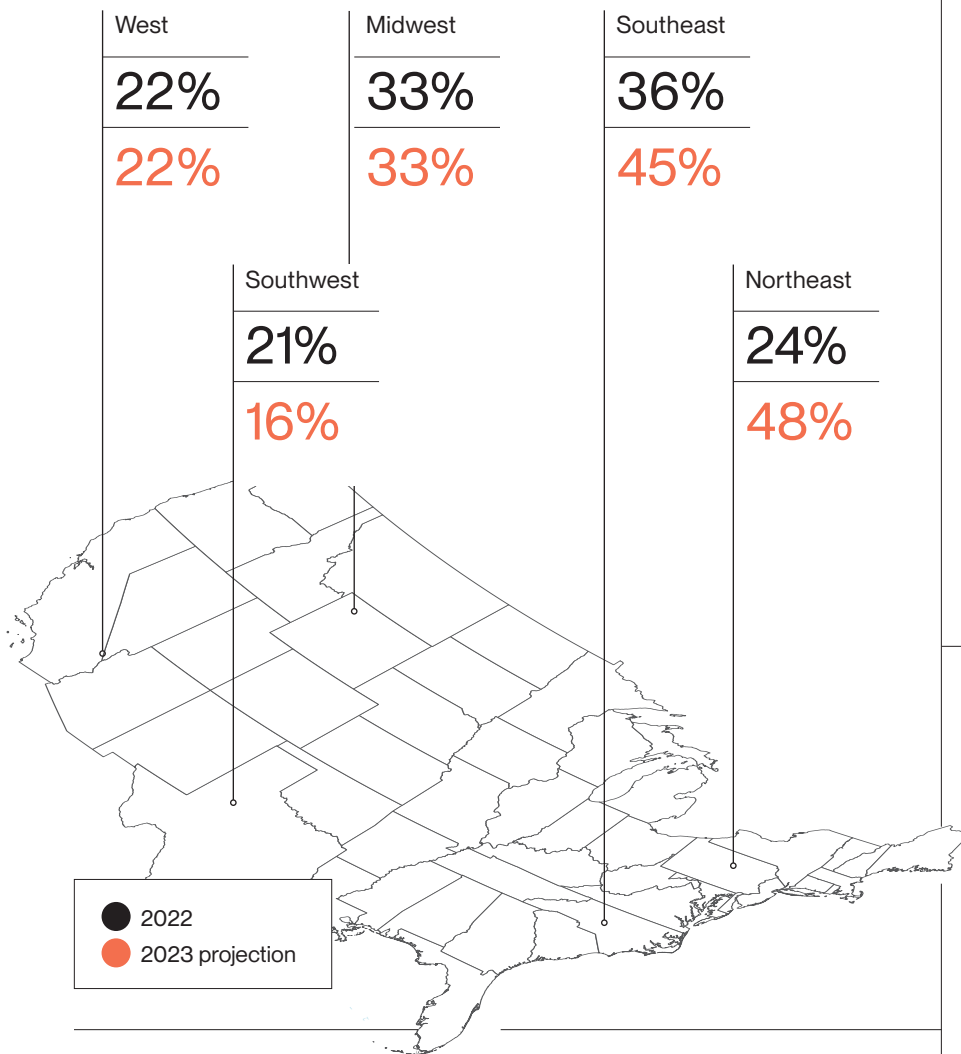 West
22%
22%
Midwest
33%
33%
Southeast
36%
45%
Southwest
21%
16%
Northeast
24%
48%
2022
2023 projection